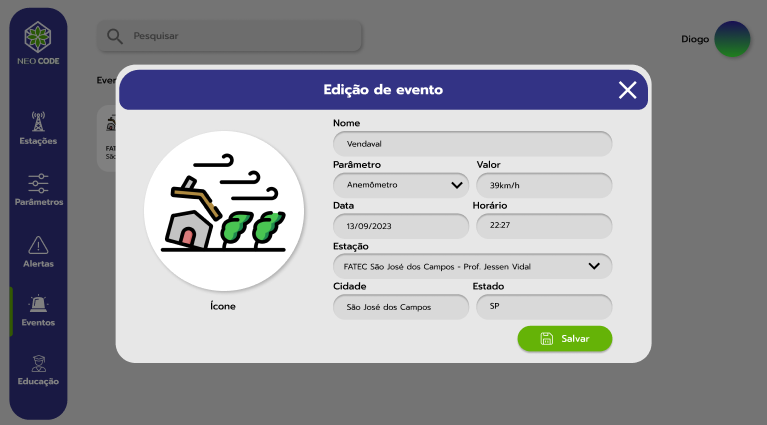 NEO CODE
Pesquisar
Diogo
Even
FAT
São
Estações
Parâmetros
Alertas
Eventos
Educação
Edição de evento
Ícone
Nome
Vendaval
Parâmetro Valor
Anemômetro 39km/h
Data Horário
13/09/2023 22:27
Estação
FATEC São José dos Campos - Prof. Jessen Vidal
Cidade Estado
São José dos Campos SP
Salvar